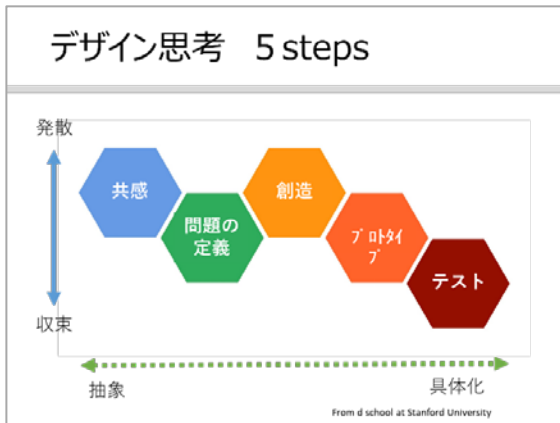 デザイン思考 5 steps
発散
共感
問題の
定義
創造
ﾌﾟﾛﾄﾀｲ
ﾌﾟ
テスト
収束
抽象
具体化
From d school at Stanford University